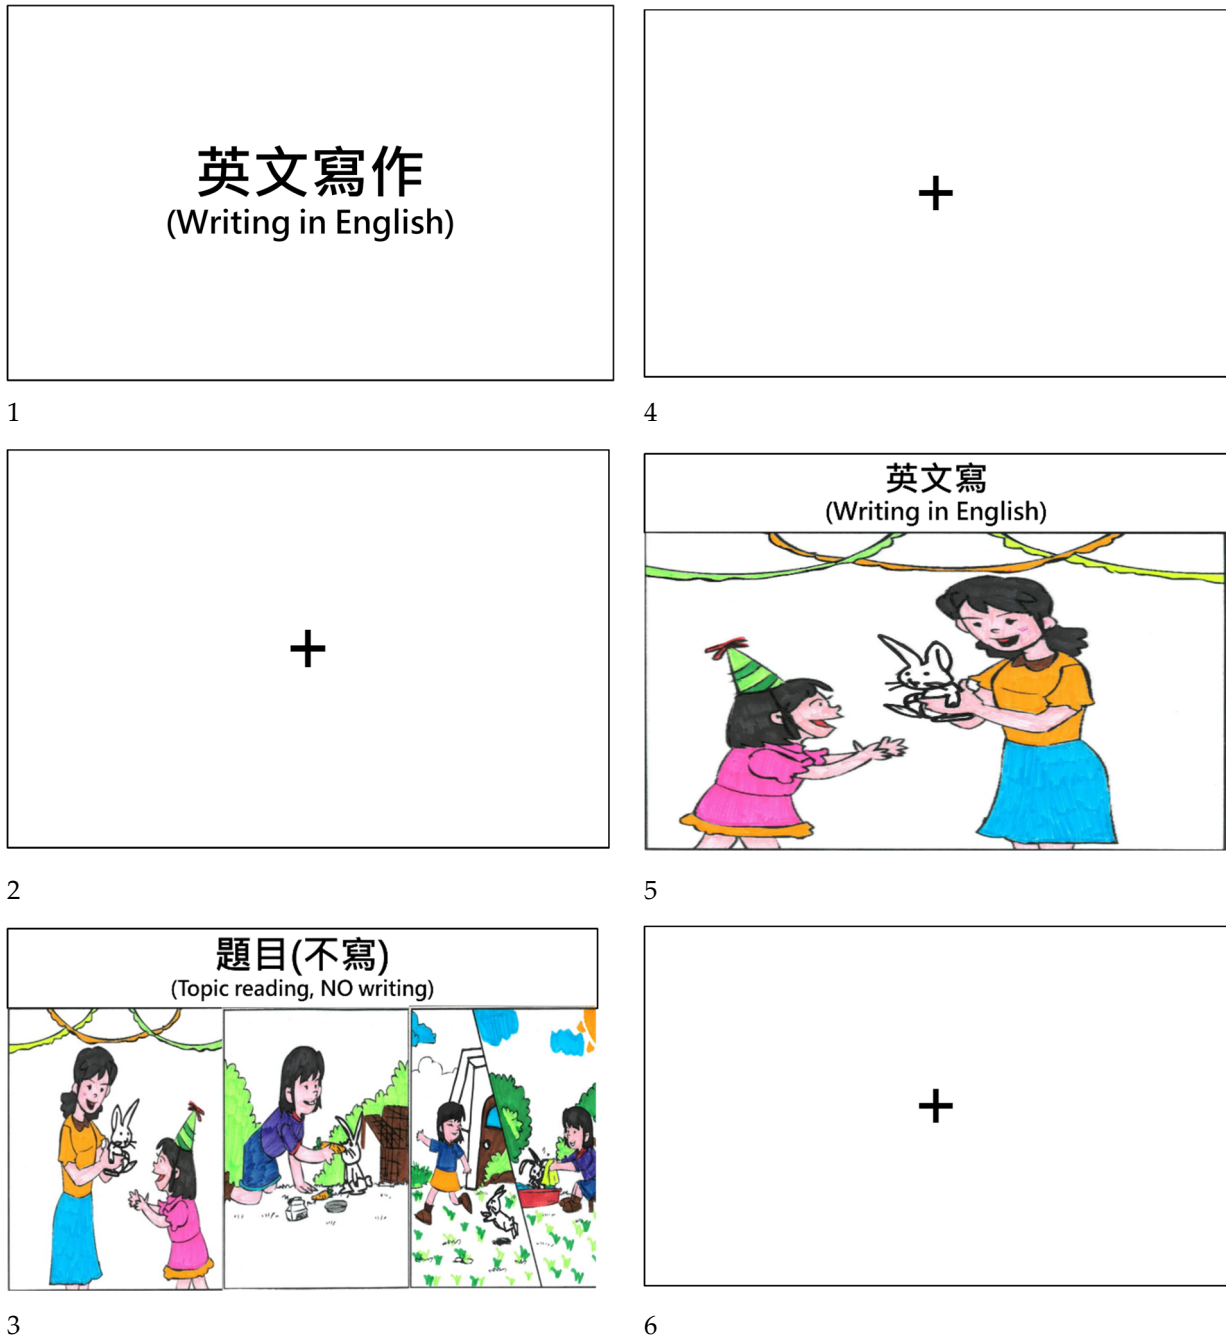 英文寫作
(Writing in English)
1
+
2
題目(不寫)
(Topic reading, NO writing)
3
+
4
英文寫
(Writing in English)
5
+
6